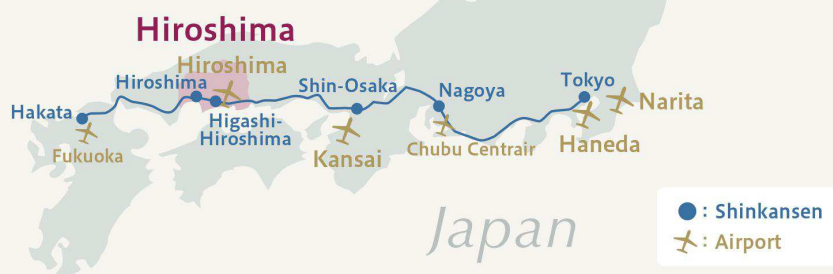 Hiroshima
Hiroshima
Hiroshima
Shin-Osaka
Nagoya
Tokyo
Narita
Hakata
Higashi-
Hiroshima
Fukuoka
Kansai
Chubu Centrair
Haneda
Japan
: Shinkansen
: Airport